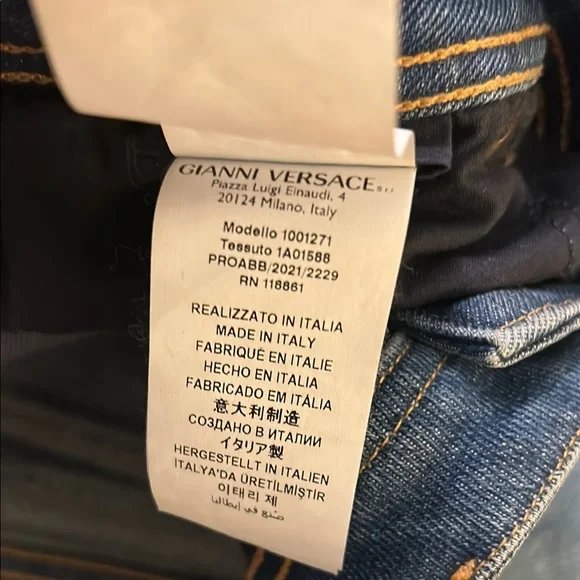 GIANNI VERSACE S.r.l.
Piazza Luigi Einaudi, 4
20124 Milano, Italy
Modello 1001271
Tessuto 1A01588
PROABB/2021/2229
RN 118861
REALIZZATO IN ITALIA
MADE IN ITALY
FABRIQUÉ EN ITALIE
HECHO EN ITALIA
FABRICADO EM ITÁLIA
意大利制造
СОЗДАНО В ИТАЛИИ
イタリア製
HERGESTELLT IN ITALIEN
İTALYA'DA ÜRETİLMİŞTİR
이태리 제
صنع في إيطاليا